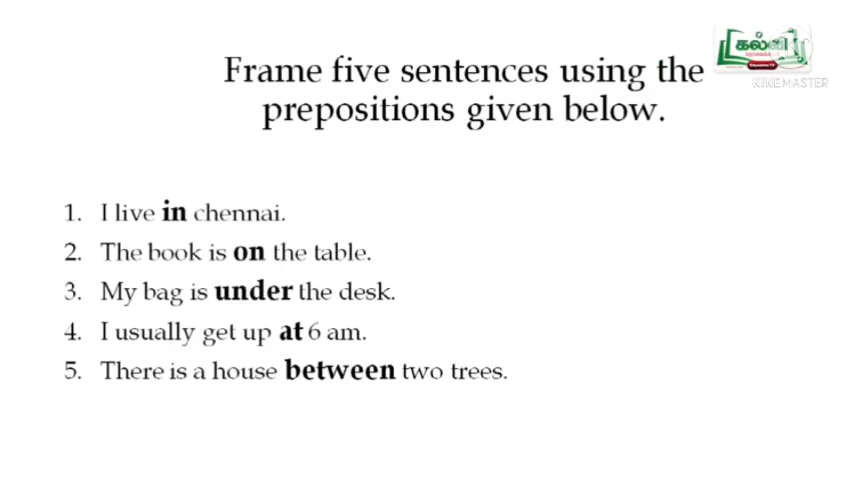 கல்வி
Frame five sentences using the
KINEMASTER
prepositions given below.
1. I live in chennai.
2. The book is on the table.
3. My bag is under the desk.
4. I usually get up at 6 am.
5. There is a house between two trees.